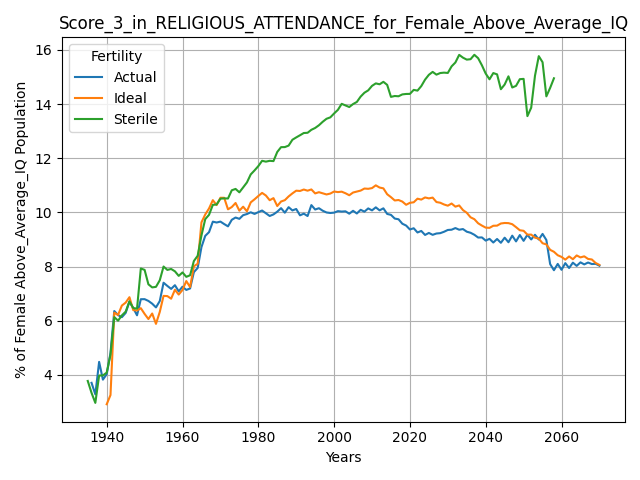 Score_3_in_RELIGIOUS_ATTENDANCE_for_Female_Above_Average_IQ
Fertility
Actual
Ideal
Sterile
% of Female Above_Average_IQ Population
16
14
12
10
8
6
4
1940 1960 1980 2000 2020 2040 2060
Years